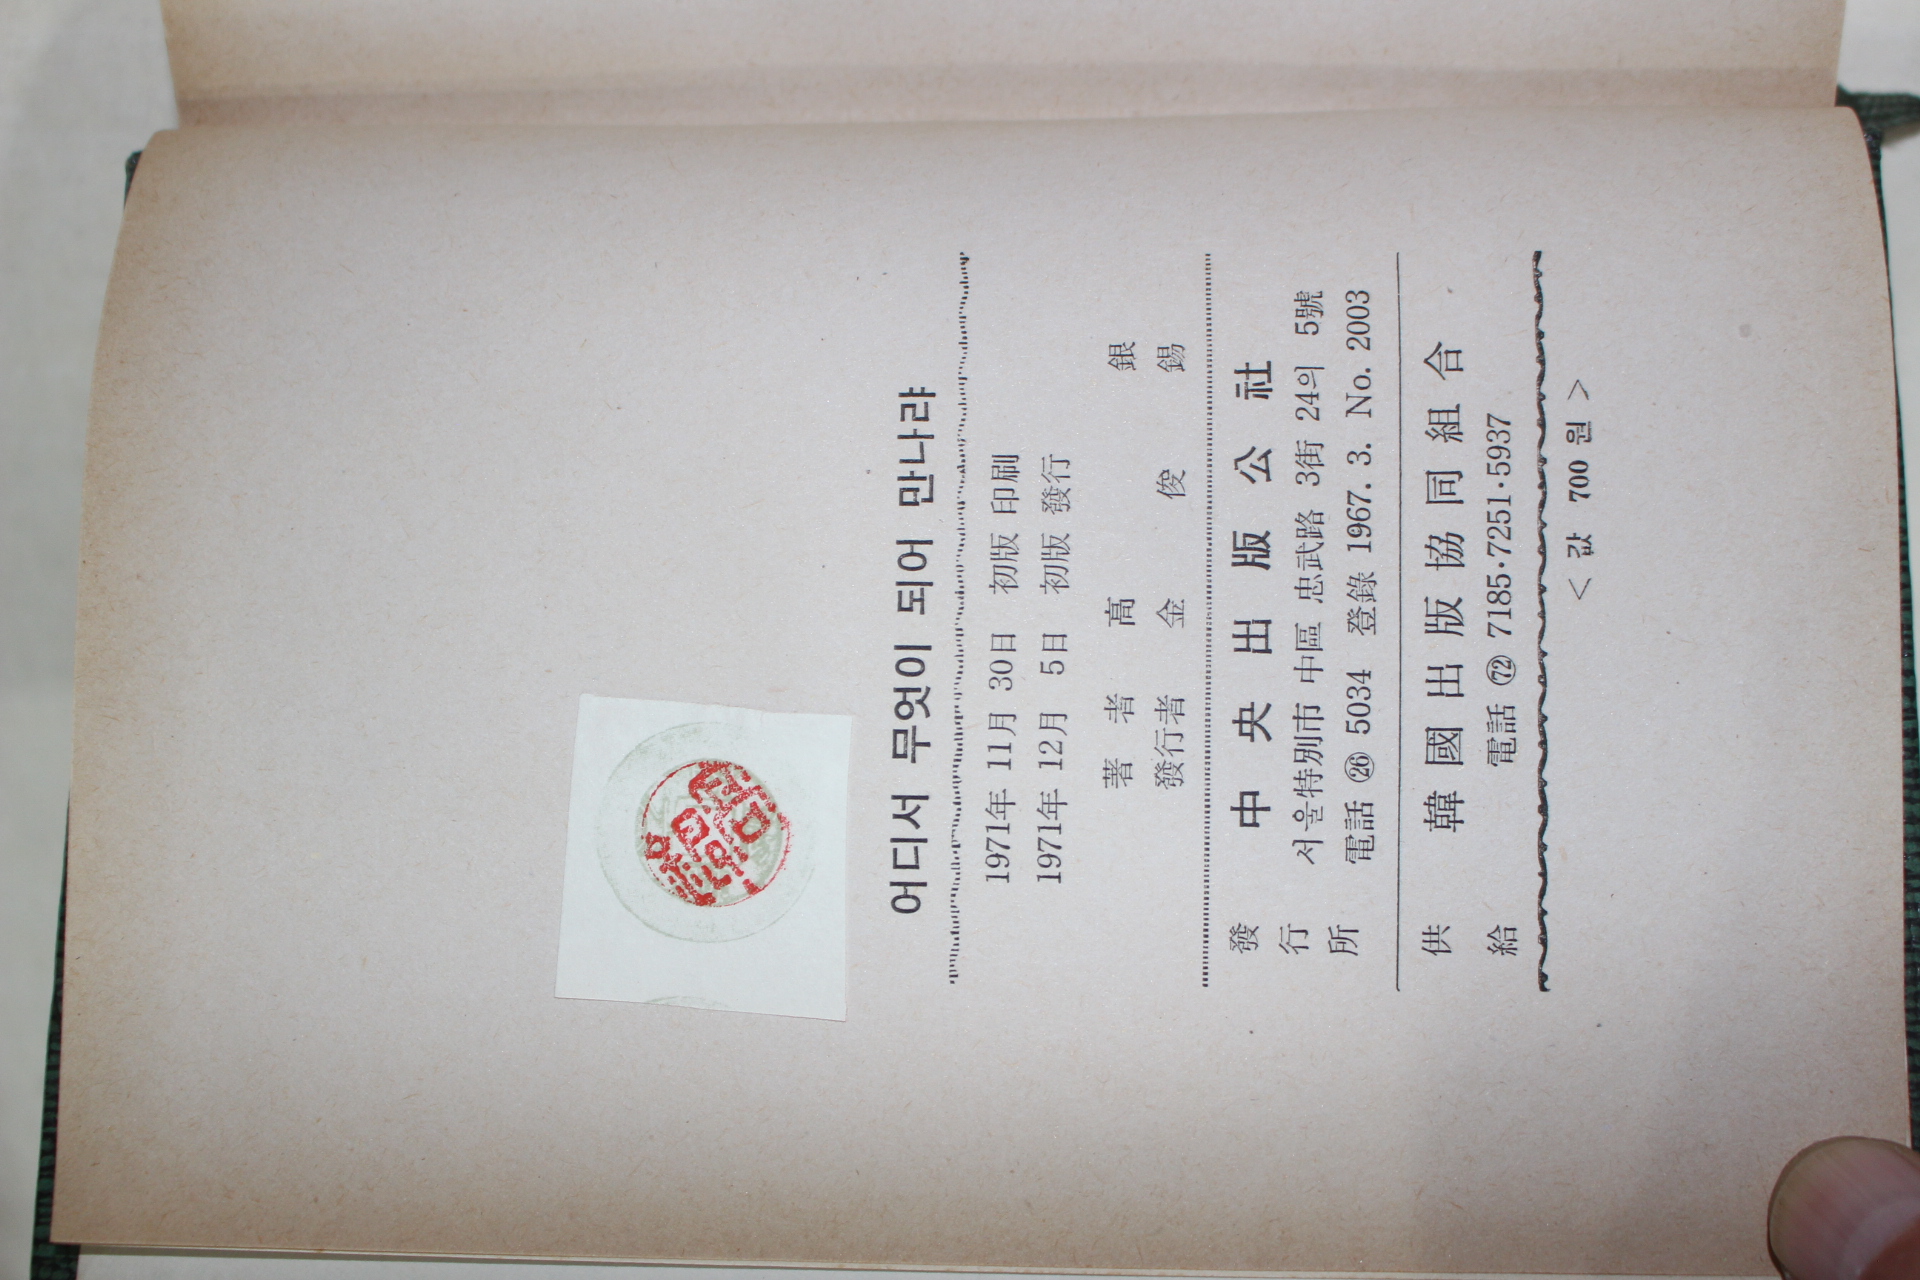 어디서 무엇이 되어 만나랴
1971年 11月 30日 初版 印刷
1971年 12月 5日 初版 發行
著者 高銀
發行者 金俊錫
發行所 中央出版公社
서울特別市 中區 忠武路 3街 24의 5號
電話 ㉖ 5034 登錄 1967. 3. No. 2003
供給 韓國出版協同組合
電話 72 7185·7251·5937
< 값 700 원 >